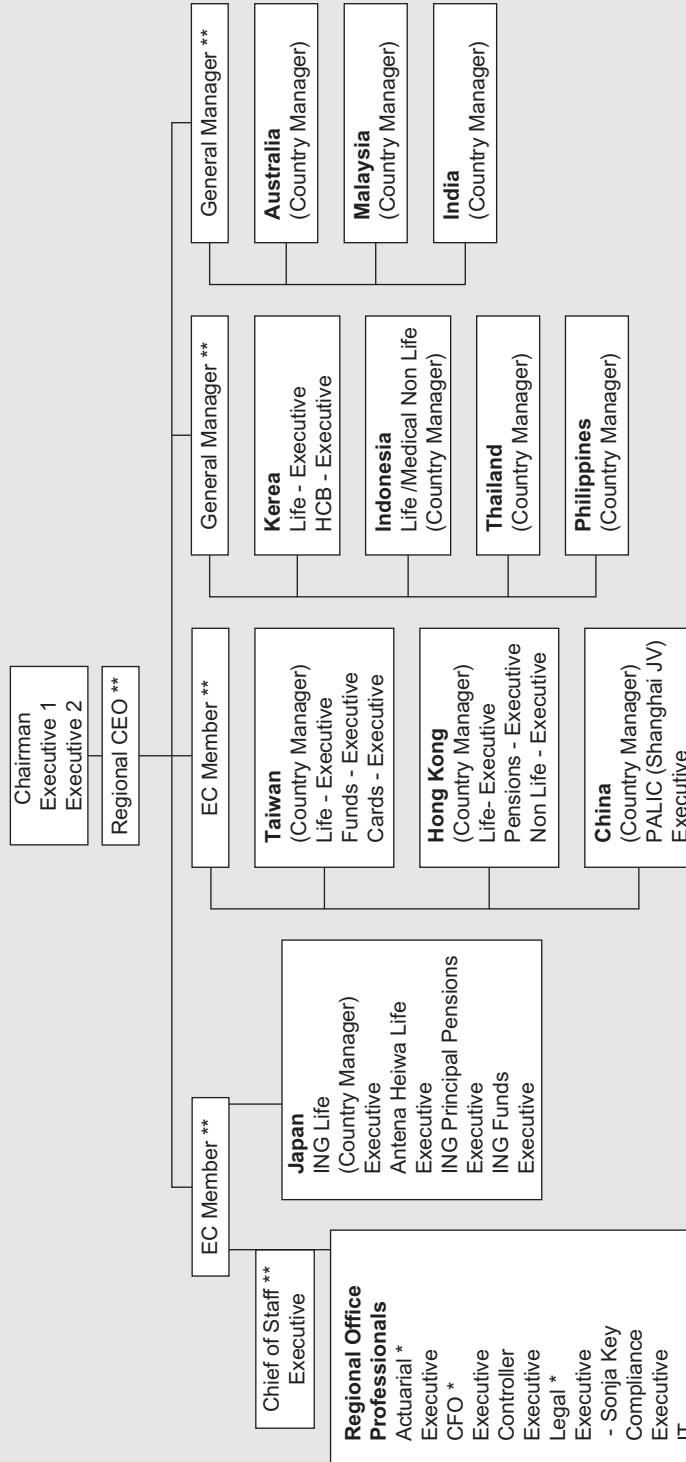 Chairman
Executive 1
Executive 2
Regional CEO **
EC Member **
Chief of Staff **
Executive
Regional Office
Professionals
Actuarial *
Executive
CFO *
Executive
Controller
Executive
Legal *
Executive
- Sonja Key
Compliance
Executive
IT
Japan
ING Life
(Country Manager)
Executive
Antena Heiwa Life
Executive
ING Principal Pensions
Executive
ING Funds
Executive
EC Member **
Taiwan
(Country Manager)
Life - Executive
Funds - Executive
Cards - Executive
Hong Kong
(Country Manager)
Life- Executive
Pensions - Executive
Non Life - Executive
China
(Country Manager)
PALIC (Shanghai JV)
Executive
General Manager **
Kerea
Life - Executive
HCB - Executive
Indonesia
Life /Medical Non Life
(Country Manager)
Thailand
(Country Manager)
Philippines
(Country Manager)
General Manager **
Australia
(Country Manager)
Malaysia
(Country Manager)
India
(Country Manager)